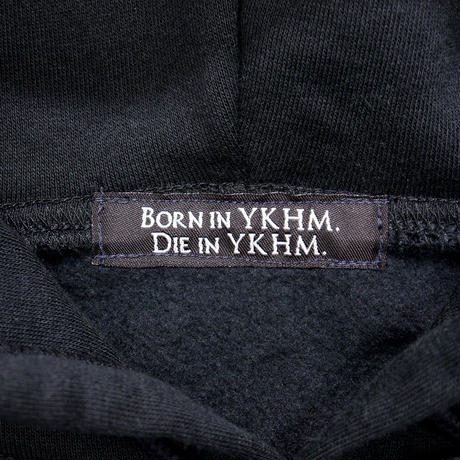 BORN IN YKHM.
DIE IN YKHM.